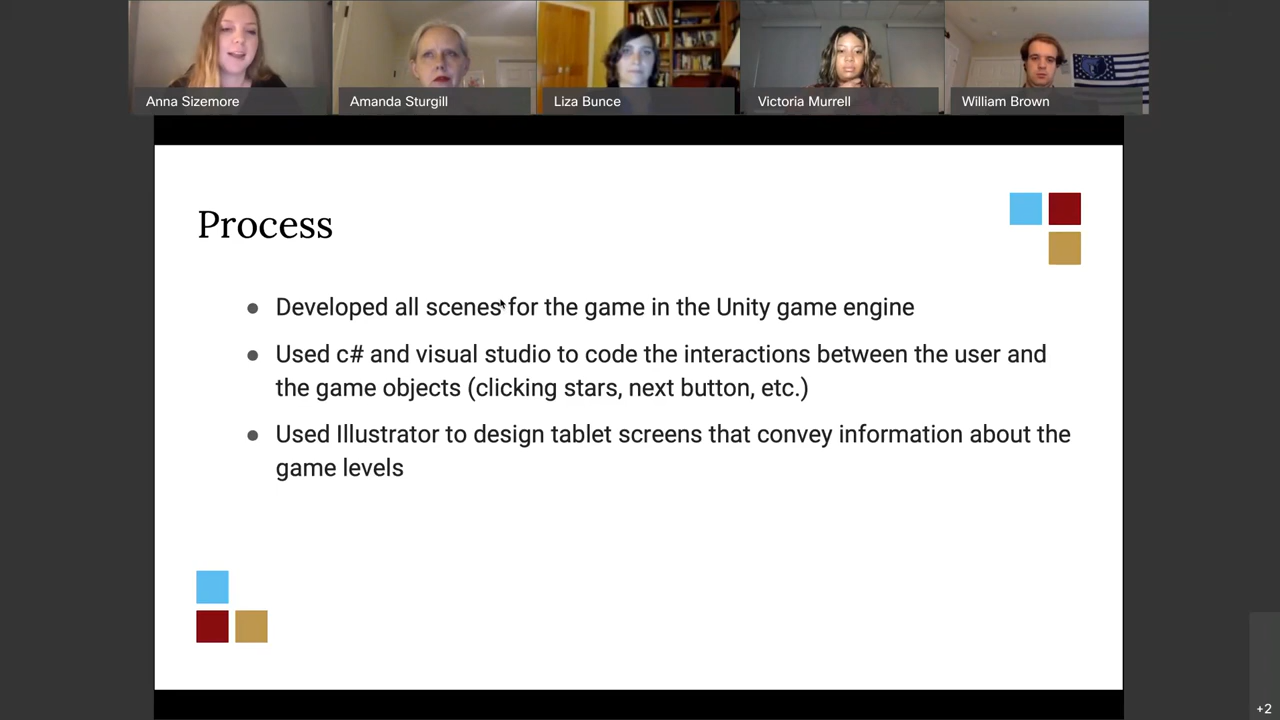 Anna Sizemore
Amanda Sturgill
Liza Bunce
Victoria Murrell
William Brown
Process
Developed all scenes for the game in the Unity game engine
Used c# and visual studio to code the interactions between the user and
the game objects (clicking stars, next button, etc.)
Used Illustrator to design tablet screens that convey information about the
game levels
+2